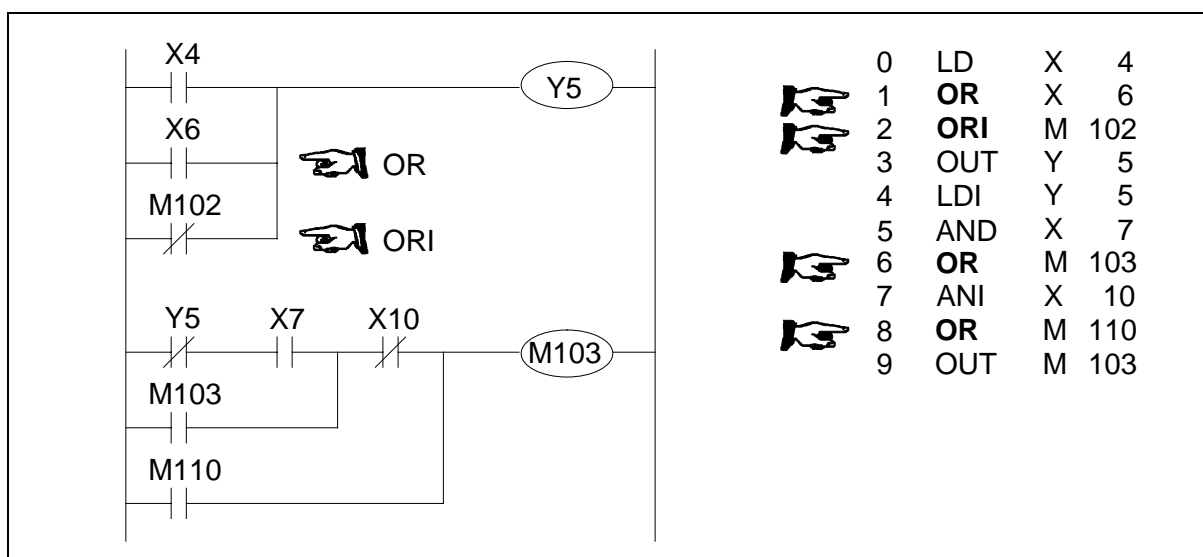 X4
Y5
X6
OR
M102
ORI
Y5 X7 X10
M103
M103
M110
0 LD X 4
1 OR X 6
2 ORI M 102
3 OUT Y 5
4 LDI Y 5
5 AND X 7
6 OR M 103
7 ANI X 10
8 OR M 110
9 OUT M 103